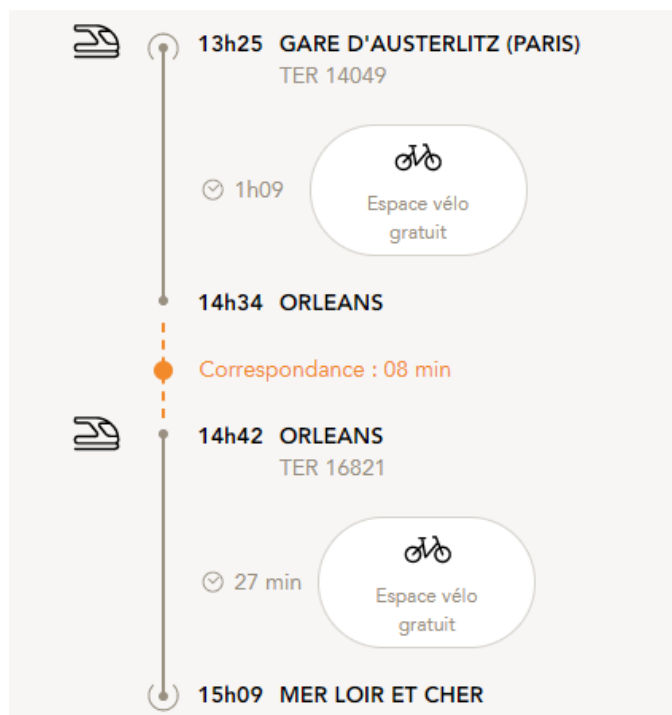 13h25 GARE D'AUSTERLITZ (PARIS)
TER 14049
1h09
Espace vélo
gratuit
14h34 ORLEANS
Correspondance : 08 min
14h42 ORLEANS
TER 16821
27 min
Espace vélo
gratuit
15h09 MER LOIR ET CHER